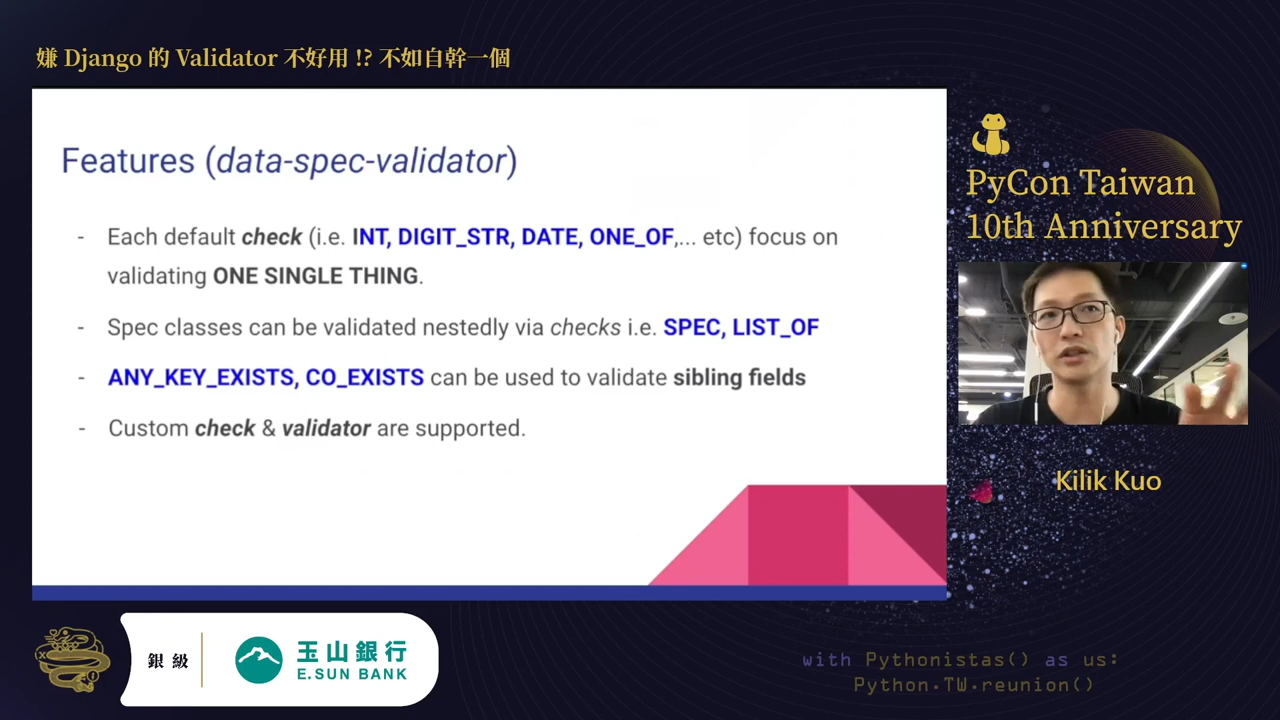 嫌 Django 的 Validator 不好用 !? 不如自幹一個
Features (data-spec-validator)
- Each default check (i.e. INT, DIGIT_STR, DATE, ONE_OF,... etc) focus on
validating ONE SINGLE THING.
- Spec classes can be validated nestedly via checks i.e. SPEC, LIST_OF
- ANY_KEY_EXISTS, CO_EXISTS can be used to validate sibling fields
- Custom check & validator are supported.
PyCon Taiwan
10th Anniversary
Kilik Kuo
銀級
玉山銀行
E.SUN BANK
with Pythonistas() as us:
Python.TW.reunion()